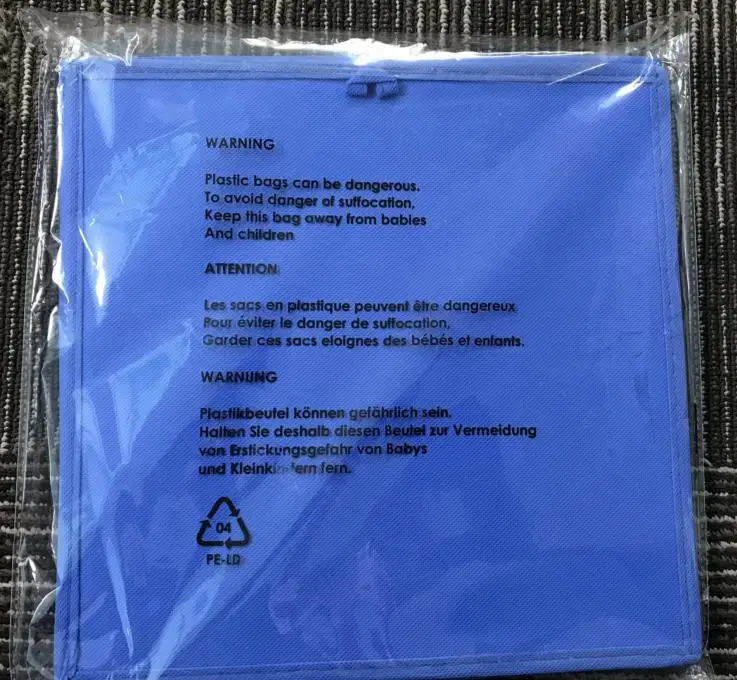 WARNING
Plastic bags can be dangerous.
To avoid danger of suffocation,
Keep this bag away from babies
And children
ATTENTION
Les sacs en plastique peuvent être dangereux
Pour éviter le danger de suffocation,
Garder ces sacs eloignes des bébés et enfants.
WARNUNG
Plastikbeutel können gefährlich sein.
Halten Sie deshalb diesen Beutel zur Vermeidung
van Erstickungsgefahr von Babys
und fern.
04
PE-LD